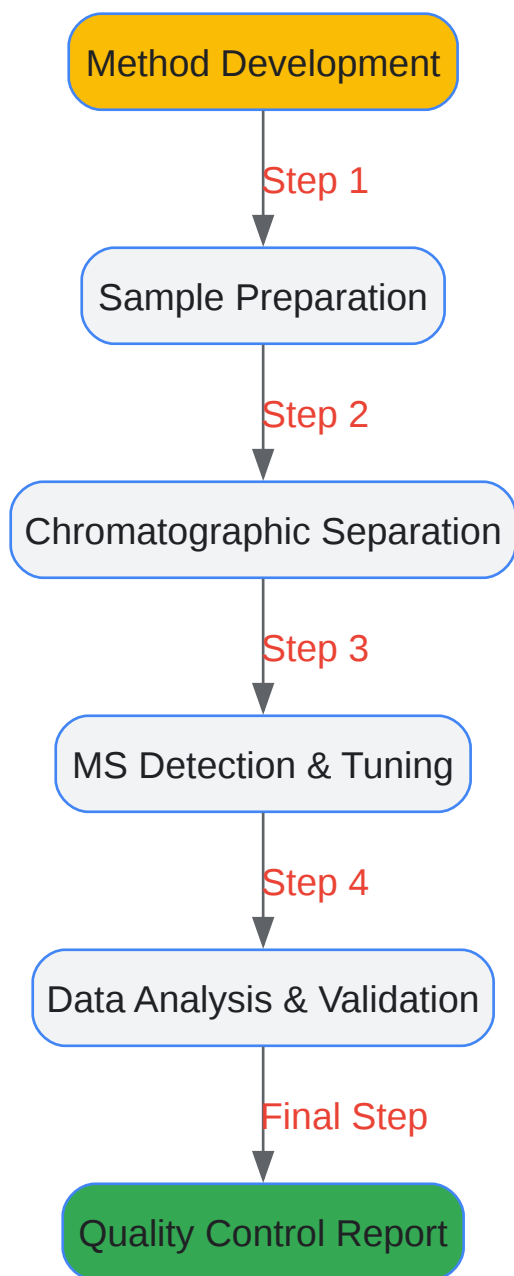 Method Development
Step 1
Sample Preparation
Step 2
Chromatographic Separation
Step 3
MS Detection & Tuning
Step 4
Data Analysis & Validation
Final Step
Quality Control Report